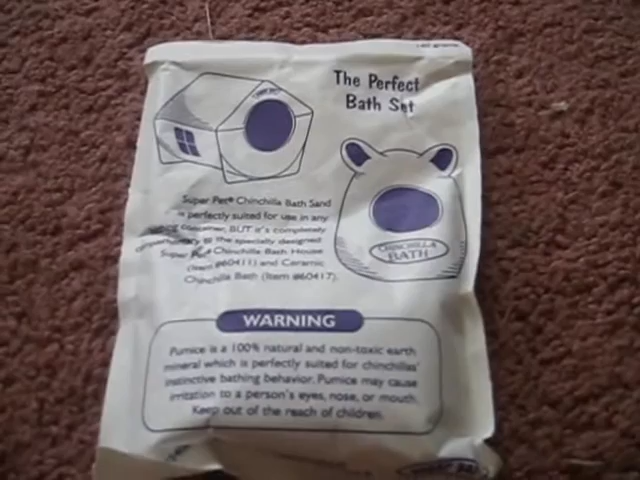 The Perfect
Bath Set
Super Pet® Chinchilla Bath Sand
is perfectly suited for use in any
container, BUT it's completely
to the specially designed
Super Pet® Chinchilla Bath House
(Item #60411) and Ceramic
Chinchilla Bath (Item #60417).
CHINCHILLA
BATH
WARNING
Pumice is a 100% natural and non-toxic earth
mineral which is perfectly suited for chinchillas'
instinctive bathing behavior. Pumice may cause
irritation to a person's eyes, nose, or mouth.
Keep out of the reach of children.